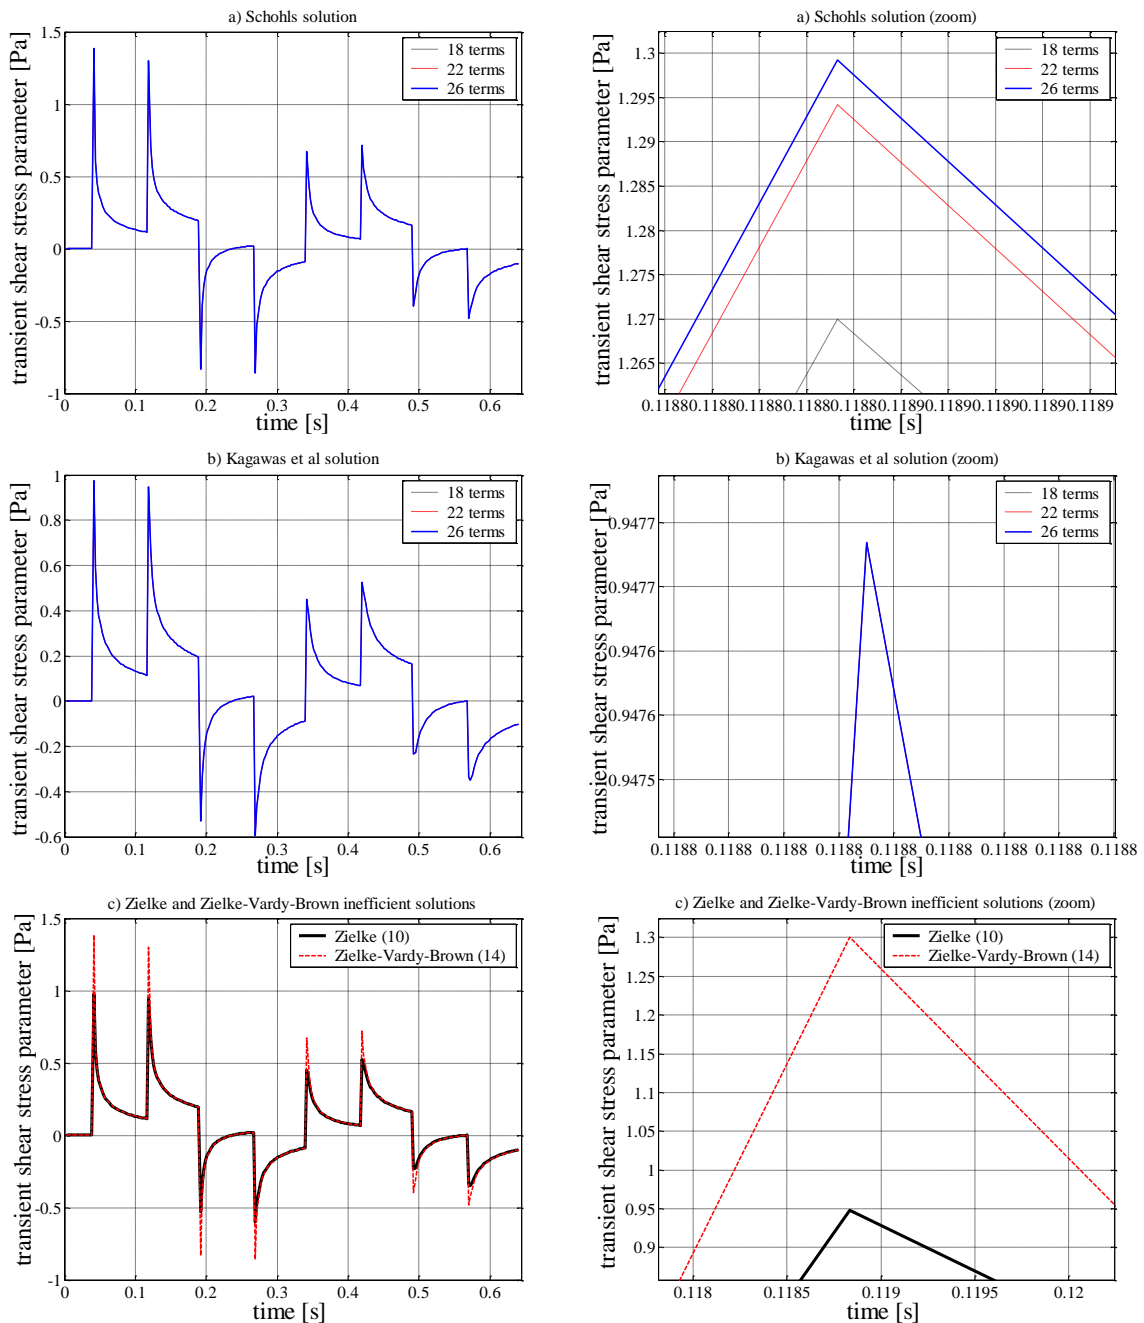 a) Schohls solution
transient shear stress parameter [Pa]
1.5
1
0.5
0
-0.5
-1
18 terms
22 terms
26 terms
0 0.1 0.2 0.3 0.4 0.5 0.6
time [s]
a) Schohls solution (zoom)
transient shear stress parameter [Pa]
1.3
1.295
1.29
1.285
1.28
1.275
1.27
1.265
18 terms
22 terms
26 terms
0.11880 0.11880 0.1188 0.11880 0.1188 0.11890 0.11890 0.11890 0.1189 0.1189
time [s]
b) Kagawas et al solution
transient shear stress parameter [Pa]
1
0.8
0.6
0.4
0.2
0
-0.2
-0.4
-0.6
18 terms
22 terms
26 terms
0 0.1 0.2 0.3 0.4 0.5 0.6
time [s]
b) Kagawas et al solution (zoom)
transient shear stress parameter [Pa]
0.9477
0.9477
0.9476
0.9476
0.9475
18 terms
22 terms
26 terms
0.1188 0.1188 0.1188 0.1188 0.1188 0.1188 0.1188 0.1188 0.1188
time [s]
c) Zielke and Zielke-Vardy-Brown inefficient solutions
transient shear stress parameter [Pa]
1.5
1
0.5
0
-0.5
-1
Zielke (10)
Zielke-Vardy-Brown (14)
0 0.1 0.2 0.3 0.4 0.5 0.6
time [s]
c) Zielke and Zielke-Vardy-Brown inefficient solutions (zoom)
transient shear stress parameter [Pa]
1.3
1.25
1.2
1.15
1.1
1.05
1
0.95
0.9
Zielke (10)
Zielke-Vardy-Brown (14)
0.118 0.1185 0.119 0.1195 0.12
time [s]